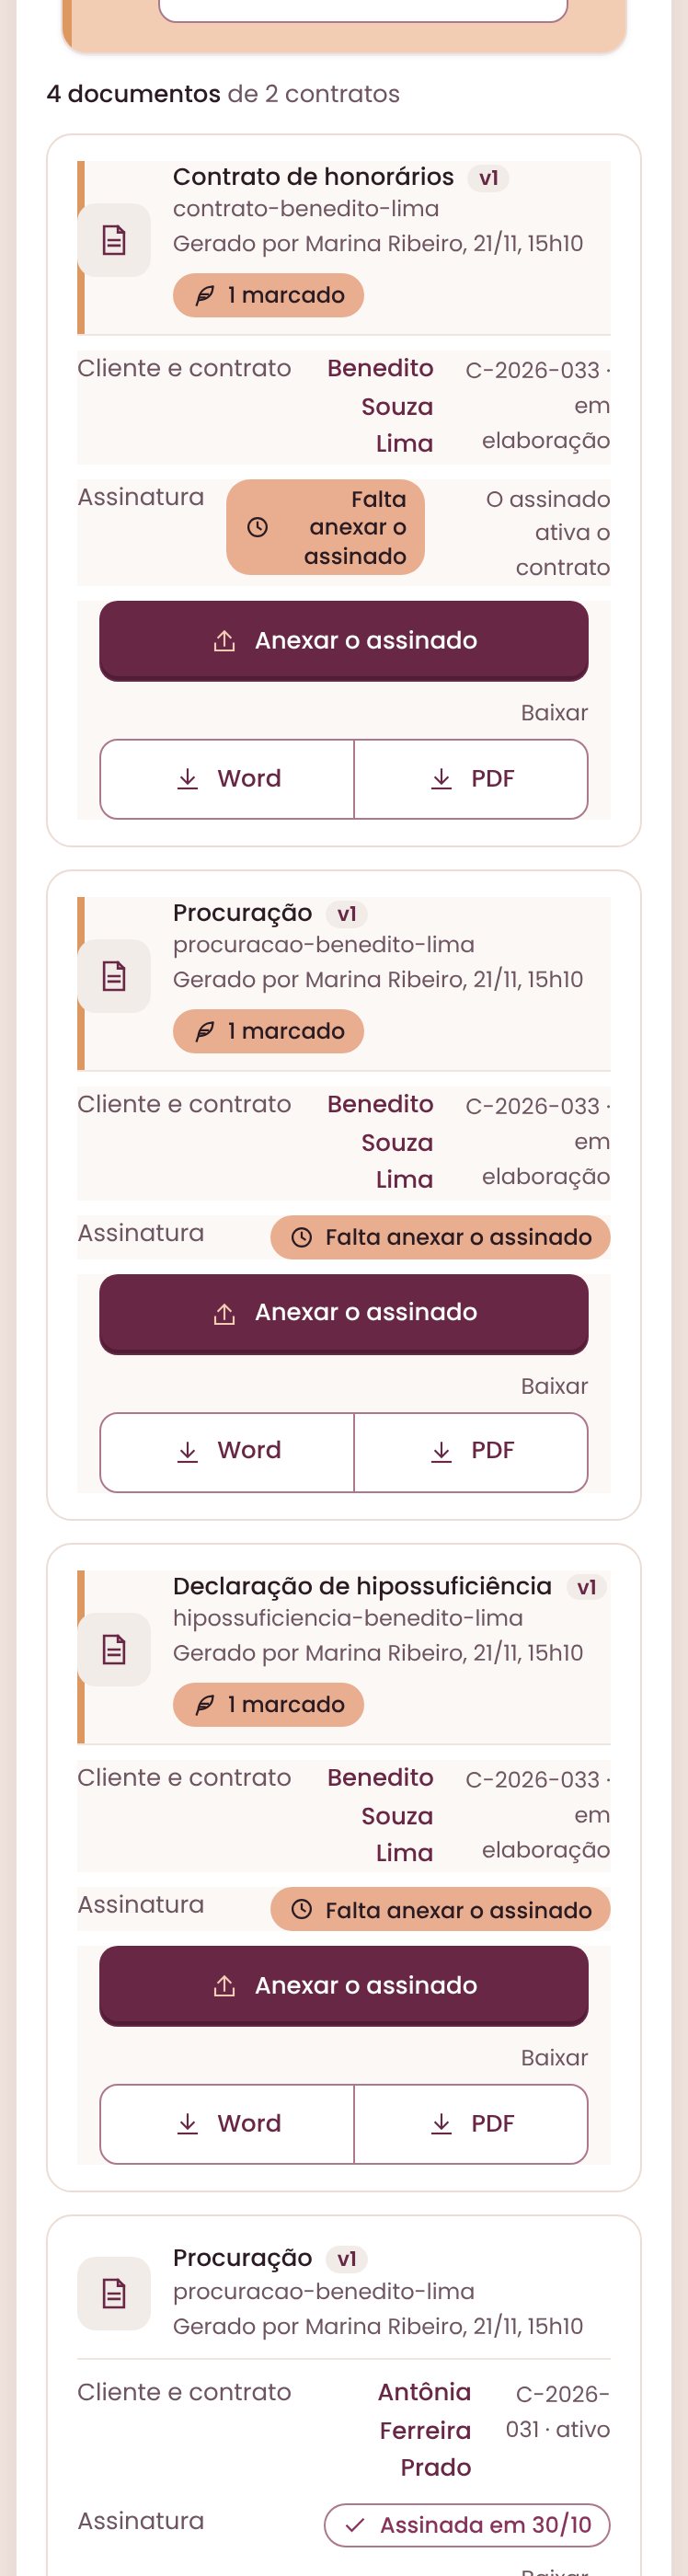 4 documentos de 2 contratos
Contrato de honorários v1
contrato-benedito-lima
Gerado por Marina Ribeiro, 21/11, 15h10
1 marcado
Cliente e contrato
Benedito
Souza
Lima
C-2026-033 ·
em
elaboração
Assinatura
Falta
anexar o
assinado
O assinado
ativa o
contrato
Anexar o assinado
Baixar
Word
PDF
Procuração v1
procuracao-benedito-lima
Gerado por Marina Ribeiro, 21/11, 15h10
1 marcado
Cliente e contrato
Benedito
Souza
Lima
C-2026-033 ·
em
elaboração
Assinatura
Falta anexar o assinado
Anexar o assinado
Baixar
Word
PDF
Declaração de hipossuficiência v1
hipossuficiencia-benedito-lima
Gerado por Marina Ribeiro, 21/11, 15h10
1 marcado
Cliente e contrato
Benedito
Souza
Lima
C-2026-033 ·
em
elaboração
Assinatura
Falta anexar o assinado
Anexar o assinado
Baixar
Word
PDF
Procuração v1
procuracao-benedito-lima
Gerado por Marina Ribeiro, 21/11, 15h10
Cliente e contrato
Antônia
Ferreira
Prado
C-2026-
031 · ativo
Assinatura
Assinada em 30/10